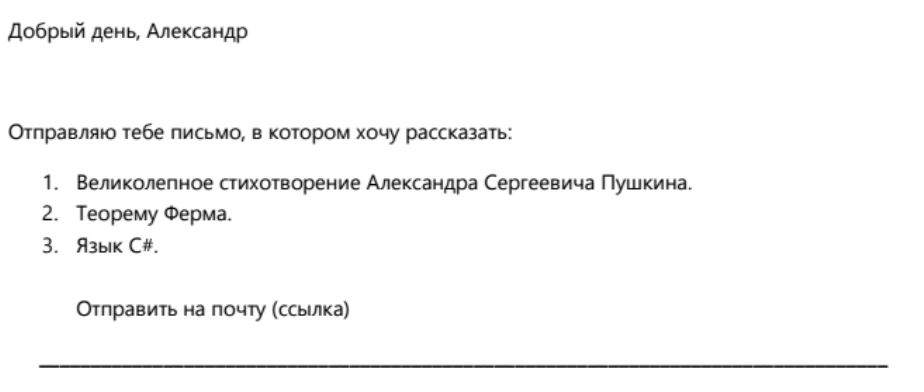 Добрый день, Александр
Отправляю тебе письмо, в котором хочу рассказать:
1. Великолепное стихотворение Александра Сергеевича Пушкина.
2. Теорему Ферма.
3. Язык C#.
Отправить на почту (ссылка)